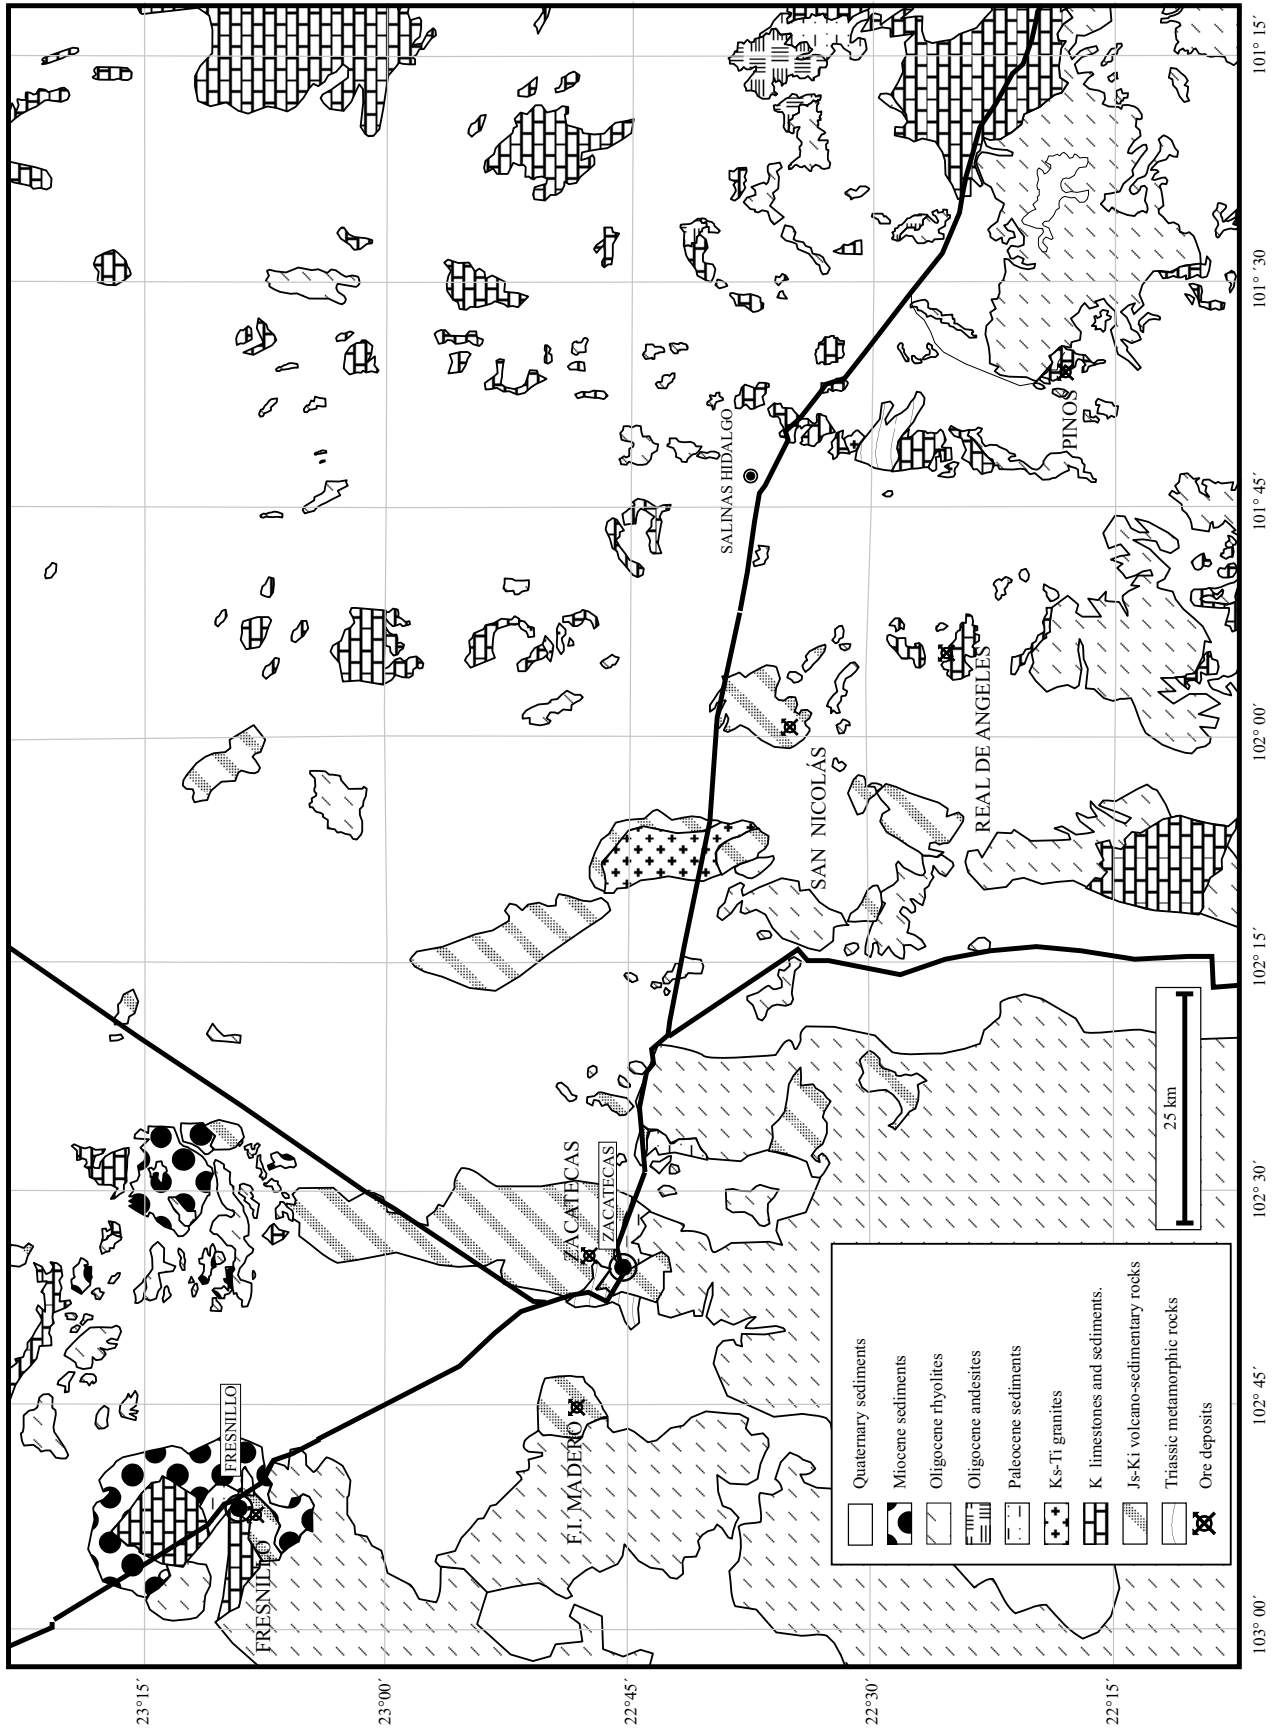 23°15´
23°00´
22°45´
22°30´
22°15´
103° 00´
102° 45´
102° 30´
102° 15´
102° 00´
101° 45´
101° ´30
101° 15´
FRESNILLO
FRESNILLO
F.I. MADERO
ZACATECAS
ZACATECAS
SAN NICOLÁS
REAL DE ANGELES
SALINAS HIDALGO
PINOS
25 km
Quaternary sediments
Miocene sediments
Oligocene rhyolites
Oligocene andesites
Paleocene sediments
Ks-Ti granites
K limestones and sediments.
Js-Ki volcano-sedimentary rocks
Triassic metamorphic rocks
Ore deposits